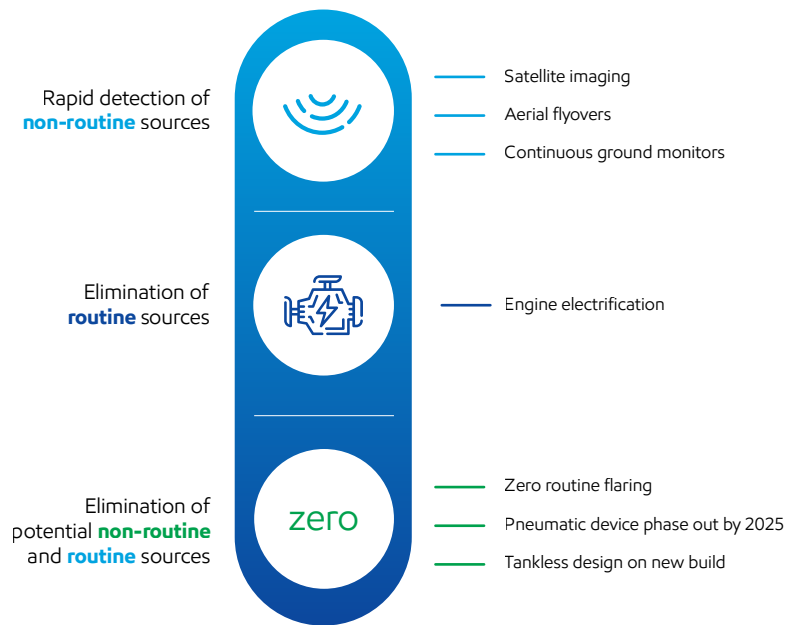 Rapid detection of
non-routine sources
Satellite imaging
Aerial flyovers
Continuous ground monitors
Elimination of
routine sources
Engine electrification
Elimination of
potential non-routine
and routine sources
zero
Zero routine flaring
Pneumatic device phase out by 2025
Tankless design on new build